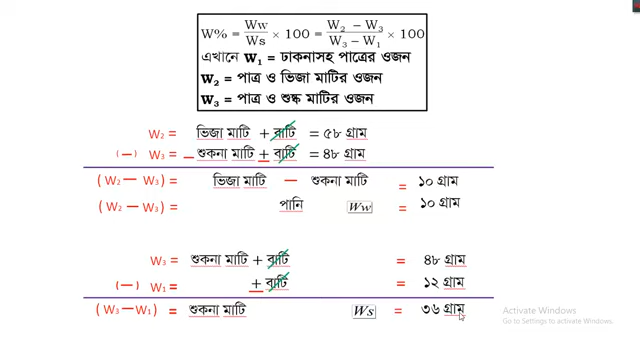 W% = Ww/Ws × 100 = (W₂ − W₃)/(W₃ − W₁) × 100
এখানে W₁ = ঢাকনাসহ পাত্রের ওজন
W₂ = পাত্র ও ভিজা মাটির ওজন
W₃ = পাত্র ও শুষ্ক মাটির ওজন
W₂ = ভিজা মাটি + বাটি = ৫৮ গ্রাম
(−) W₃ = − শুকনা মাটি + বাটি = ৪৮ গ্রাম
(W₂ − W₃) = ভিজা মাটি − শুকনা মাটি = ১০ গ্রাম
(W₂ − W₃) = পানি Ww = ১০ গ্রাম
W₃ = শুকনা মাটি + বাটি = ৪৮ গ্রাম
(−) W₁ = + বাটি = ১২ গ্রাম
(W₃ − W₁) = শুকনা মাটি Ws = ৩৬ গ্রাম
Activate Windows
Go to Settings to activate Windows.